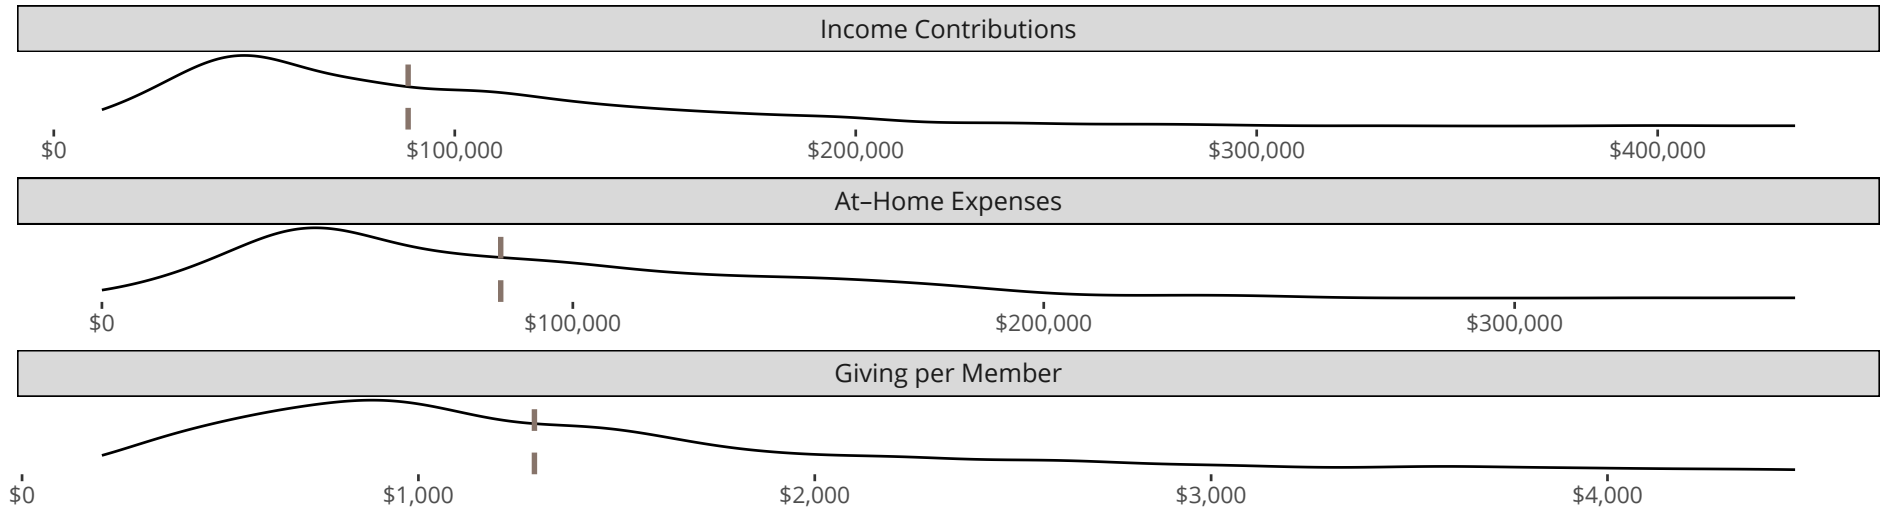 Income Contributions
$0 $100,000 $200,000 $300,000 $400,000
At–Home Expenses
$0 $100,000 $200,000 $300,000
Giving per Member
$0 $1,000 $2,000 $3,000 $4,000